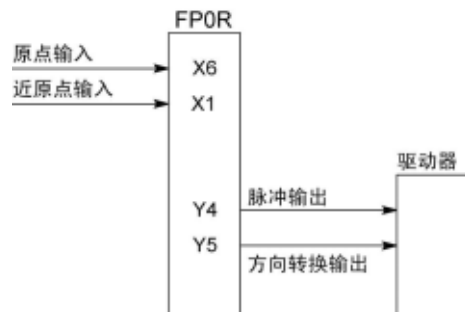 FP0R
原点输入
X6
近原点输入
X1
驱动器
Y4
脉冲输出
Y5
方向转换输出